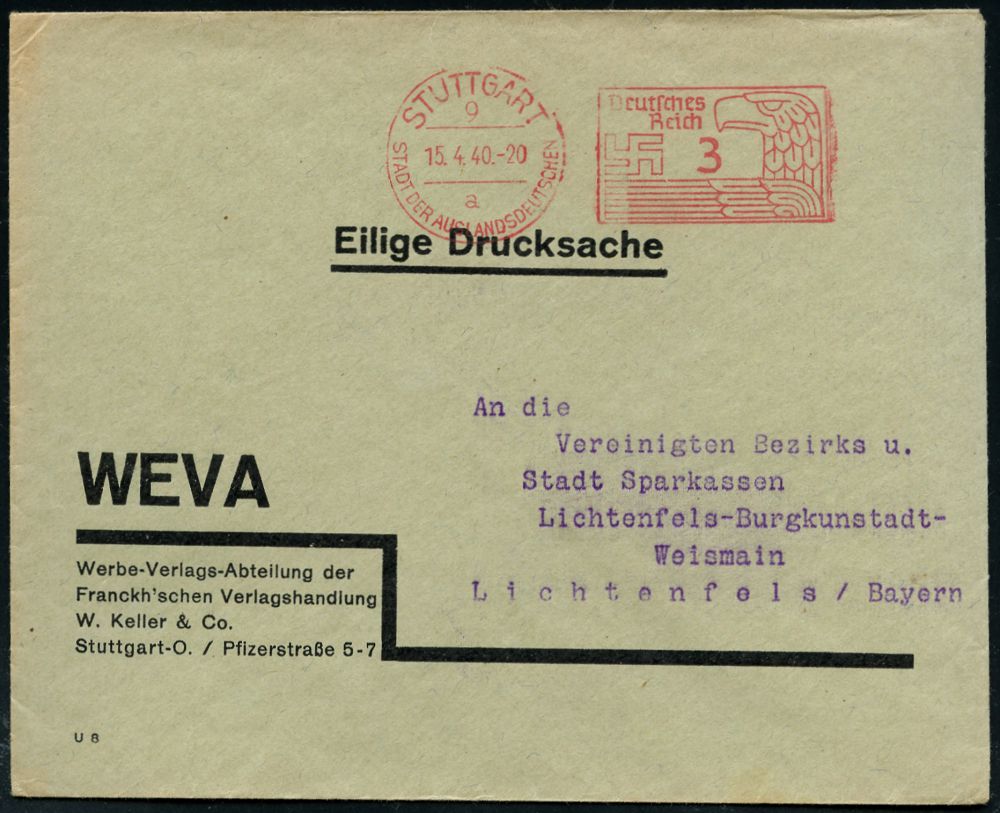 STUTTGART
9
15. 4. 40.-20
a
STADT DER AUSLANDSDEUTSCHEN
Deutsches
Reich
3
Eilige Drucksache
An die
Vereinigten Bezirks u.
Stadt Sparkassen
Lichtenfels-Burgkunstadt-
Weismain
Lichtenfels / Bayern
WEVA
Werbe-Verlags-Abteilung der
Franckh'schen Verlagshandlung
W. Keller & Co.
Stuttgart-O. / Pfizerstraße 5-7
U 8